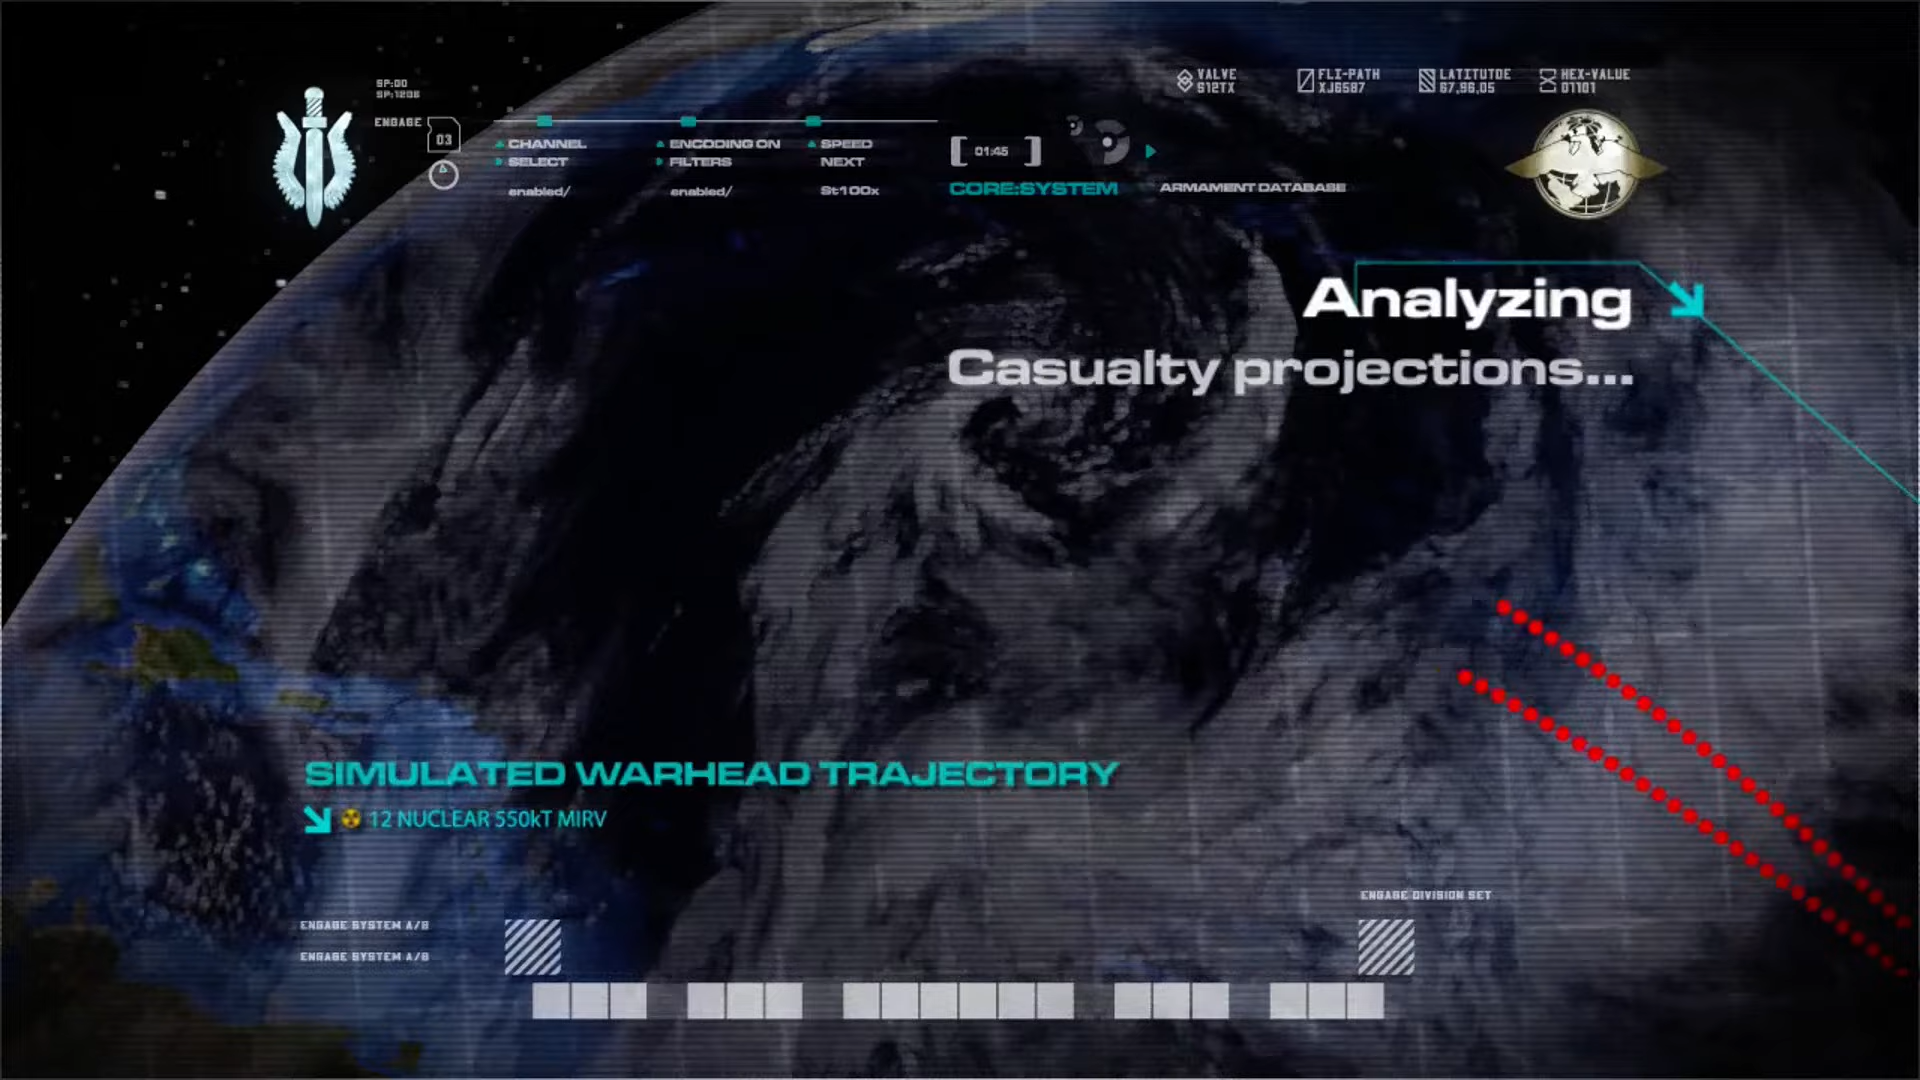 SP:00
SP:120B
ENGAGE
03
CHANNEL
SELECT
enabled/
ENCODING ON
FILTERS
enabled/
SPEED
NEXT
St100x
[ 01:45 ]
CORE:SYSTEM
ARMAMENT DATABASE
VALVE
G12TX
FLI-PATH
XJ6587
LATITUTDE
67,96,05
HEX-VALUE
01101
Analyzing
Casualty projections...
SIMULATED WARHEAD TRAJECTORY
12 NUCLEAR 550kT MIRV
ENGAGE DIVISION SET
ENGAGE SYSTEM A/B
ENGAGE SYSTEM A/B